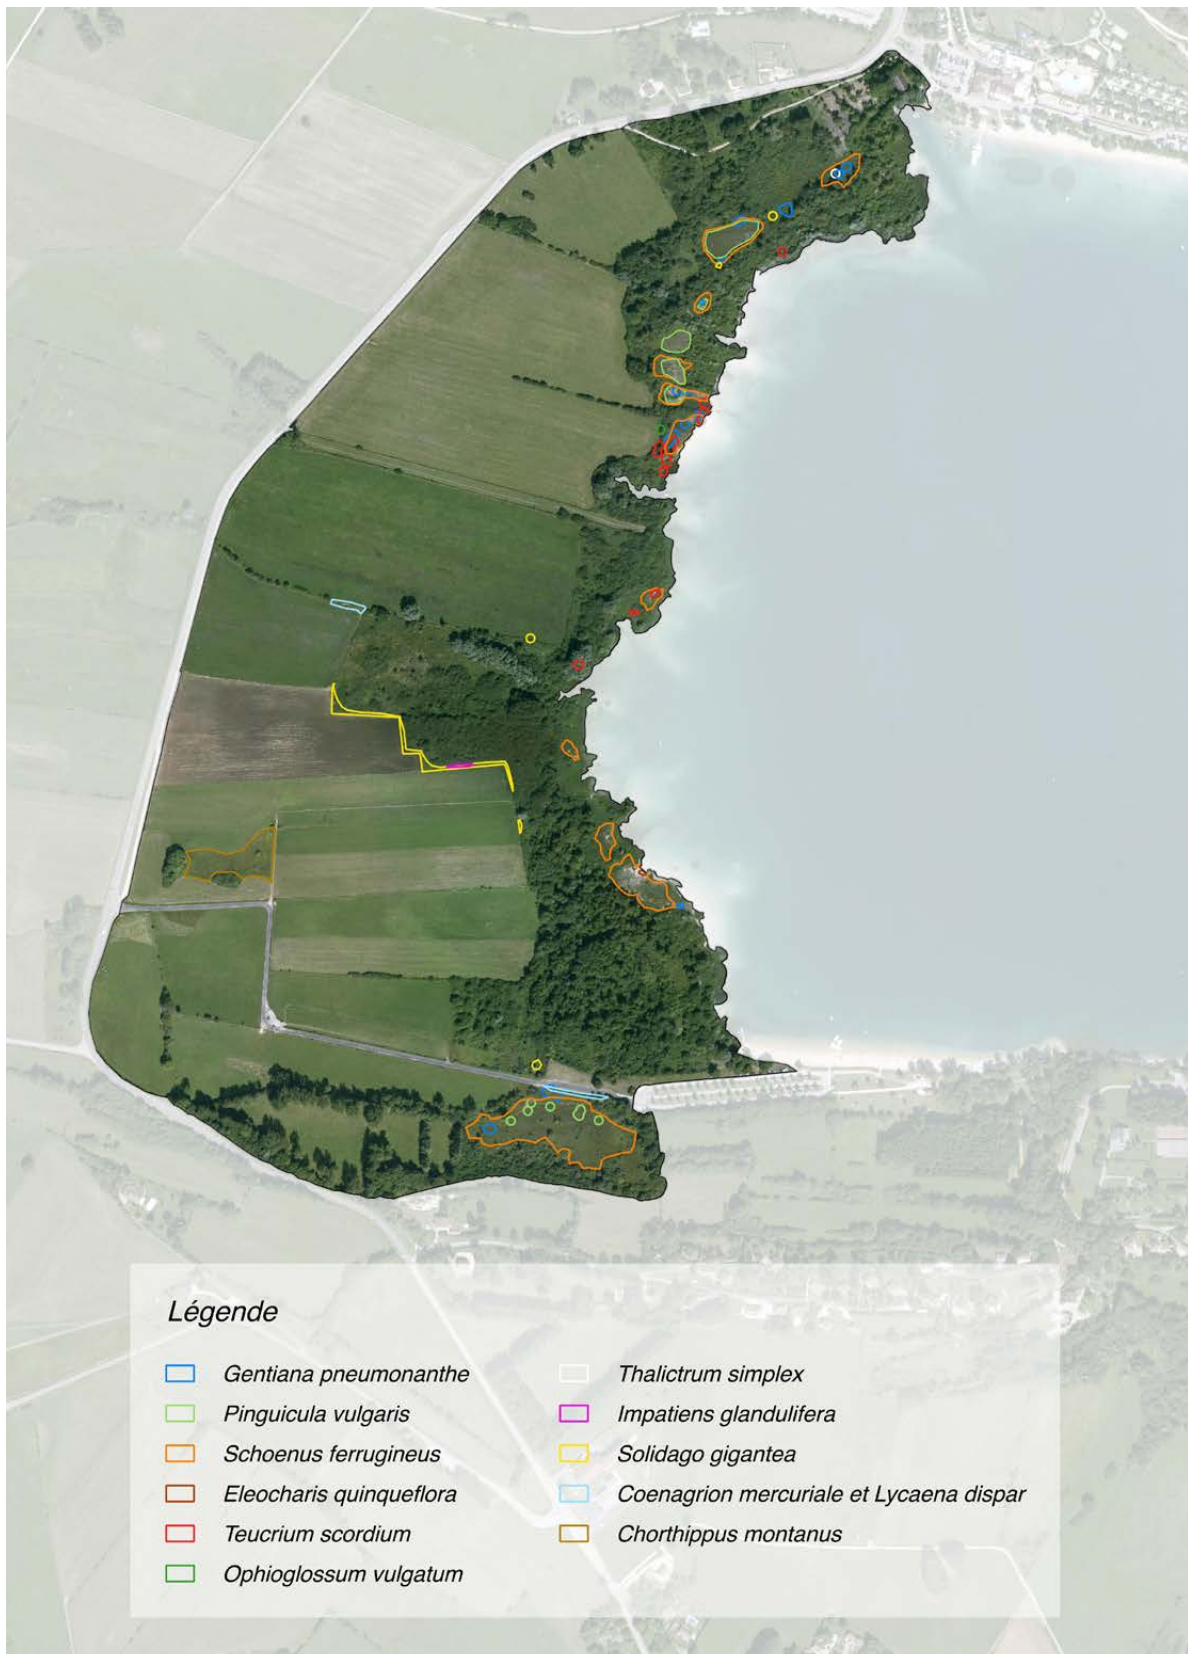 Légende
Gentiana pneumonanthe
Pinguicula vulgaris
Schoenus ferrugineus
Eleocharis quinqueflora
Teucrium scordium
Ophioglossum vulgatum
Thalictrum simplex
Impatiens glandulifera
Solidago gigantea
Coenagrion mercuriale et Lycaena dispar
Chorthippus montanus